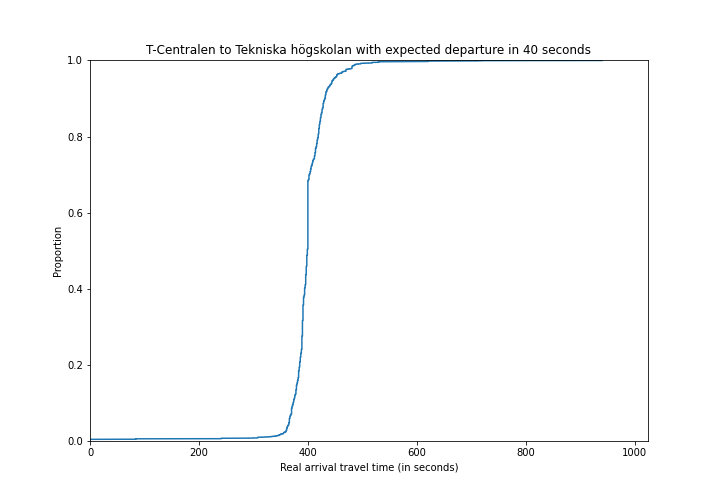 T-Centralen to Tekniska högskolan with expected departure in 40 seconds
1.0
0.8
0.6
0.4
0.2
0.0
Proportion
0 200 400 600 800 1000
Real arrival travel time (in seconds)